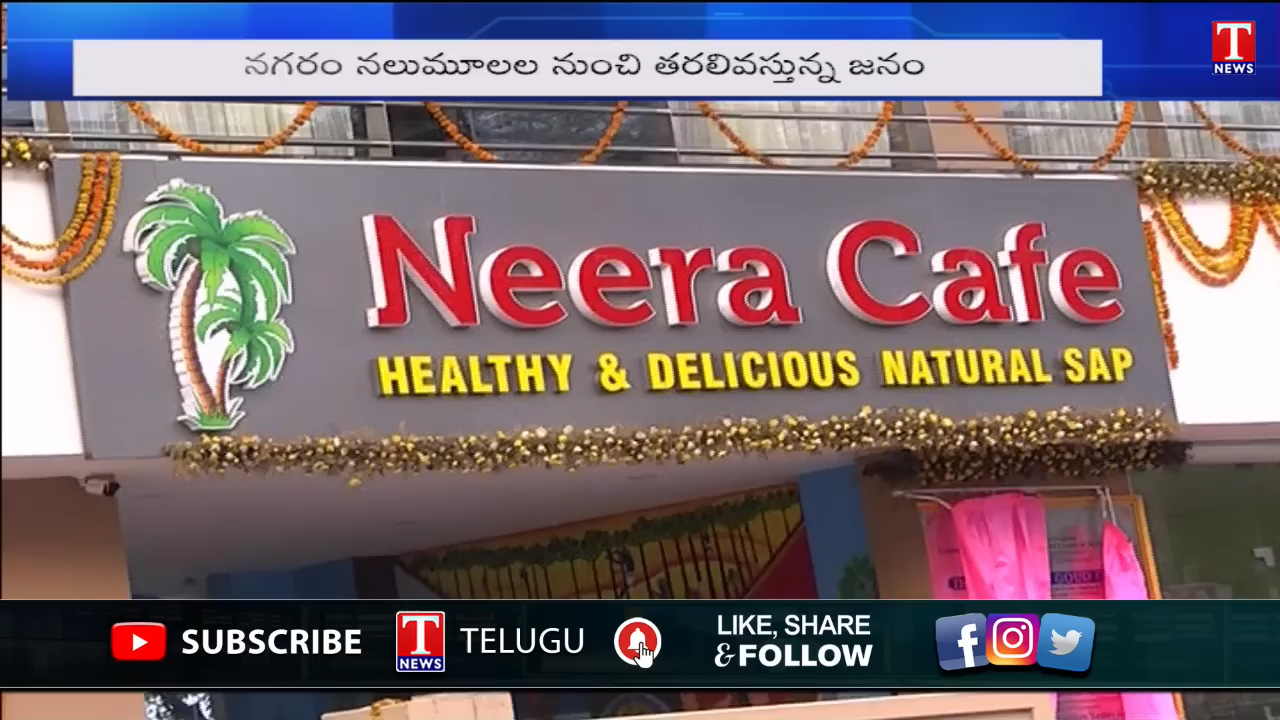 నగరం నలుమూలల నుంచి తరలివస్తున్న జనం
T
NEWS
Neera Cafe
HEALTHY & DELICIOUS NATURAL SAP
SUBSCRIBE
T
NEWS
TELUGU
LIKE, SHARE
& FOLLOW